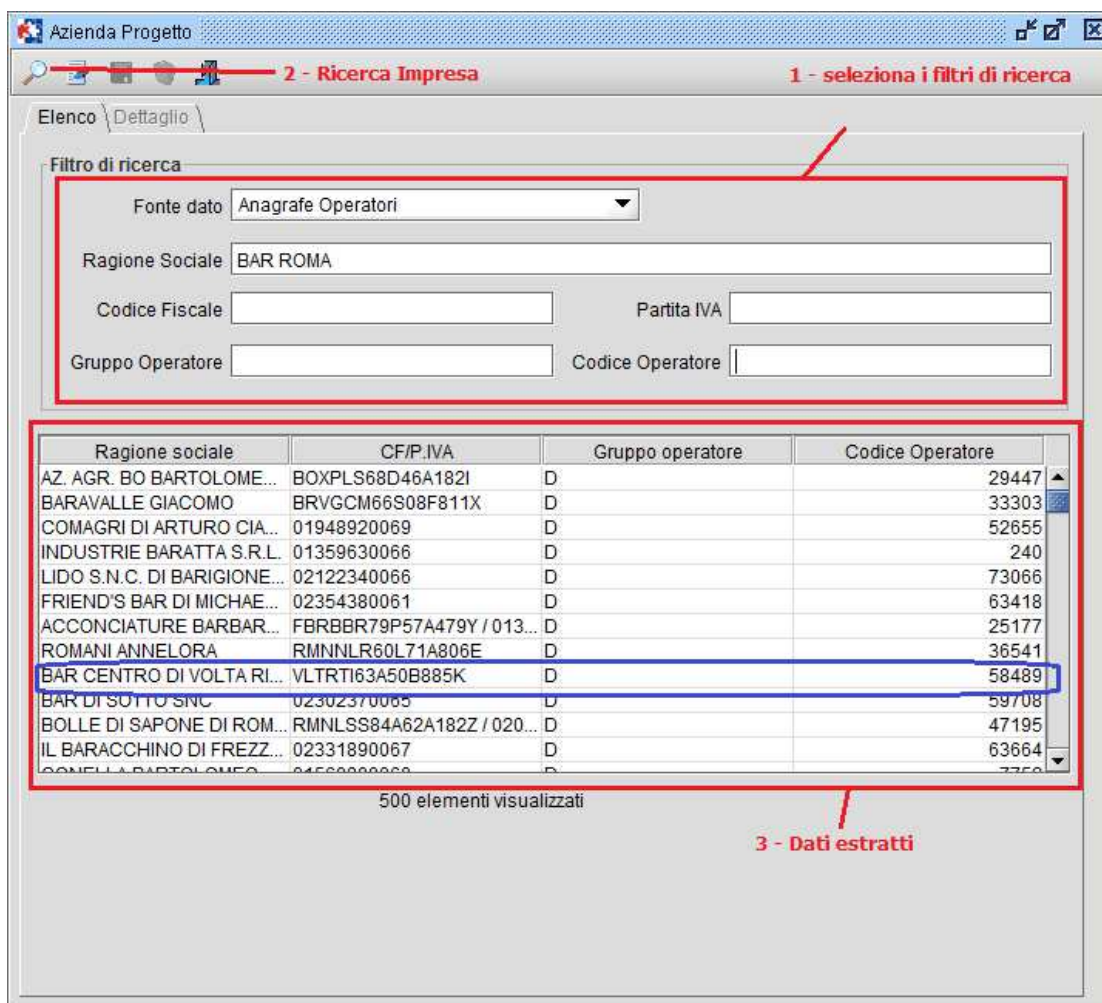 Azienda Progetto
2 - Ricerca Impresa
1 - seleziona i filtri di ricerca
Elenco Dettaglio
Filtro di ricerca
Fonte dato Anagrafe Operatori
Ragione Sociale BAR ROMA
Codice Fiscale Partita IVA
Gruppo Operatore Codice Operatore
Ragione sociale CF/P.IVA Gruppo operatore Codice Operatore
AZ. AGR. BO BARTOLOME... BOXPLS68D46A182I D 29447
BARAVALLE GIACOMO BRVGCM66S08F811X D 33303
COMAGRI DI ARTURO CIA... 01948920069 D 52655
INDUSTRIE BARATTA S.R.L. 01359630066 D 240
LIDO S.N.C. DI BARIGIONE... 02122340066 D 73066
FRIEND'S BAR DI MICHAE... 02354380061 D 63418
ACCONCIATURE BARBAR... FBRBBR79P57A479Y / 013... D 25177
ROMANI ANNELORA RMNNLR60L71A806E D 36541
BAR CENTRO DI VOLTA RI... VLTRTI63A50B885K D 58489
BAR DI SOTTO SNC 02302370065 D 59708
BOLLE DI SAPONE DI ROM... RMNLSS84A62A182Z / 020... D 47195
IL BARACCHINO DI FREZZ... 02331890067 D 63664
500 elementi visualizzati
3 - Dati estratti